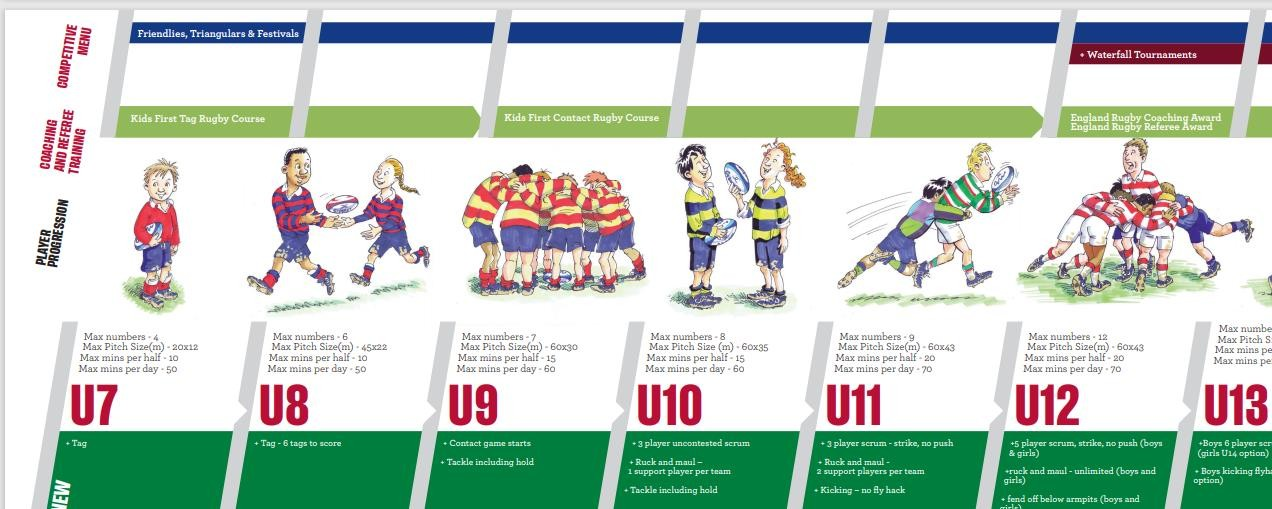 COMPETITIVE
MENU
Friendlies, Triangulars & Festivals
+ Waterfall Tournaments
COACHING
AND REFEREE
TRAINING
Kids First Tag Rugby Course
Kids First Contact Rugby Course
England Rugby Coaching Award
England Rugby Referee Award
PLAYER
PROGRESSION
Max numbers - 4
Max Pitch Size(m) - 20x12
Max mins per half - 10
Max mins per day - 50
U7
+ Tag
Max numbers - 6
Max Pitch Size(m) - 45x22
Max mins per half - 10
Max mins per day - 50
U8
+ Tag - 6 tags to score
Max numbers - 7
Max Pitch Size(m) - 60x30
Max mins per half - 15
Max mins per day - 60
U9
+ Contact game starts
+ Tackle including hold
Max numbers - 8
Max Pitch Size(m) - 60x35
Max mins per half - 15
Max mins per day - 60
U10
+ 3 player uncontested scrum
+ Ruck and maul –
1 support player per team
+ Tackle including hold
Max numbers - 9
Max Pitch Size(m) - 60x43
Max mins per half - 20
Max mins per day - 70
U11
+ 3 player scrum - strike, no push
+ Ruck and maul -
2 support players per team
+ Kicking – no fly hack
Max numbers - 12
Max Pitch Size(m) - 60x43
Max mins per half - 20
Max mins per day - 70
U12
+5 player scrum, strike, no push (boys
& girls)
+ruck and maul - unlimited (boys and
girls)
+ fend off below armpits (boys and
girls)
Max
Max Pitch
Max mins
Max mins
U13
+Boys 6 player
(girls U14 option)
+ Boys kicking
option)
NEW